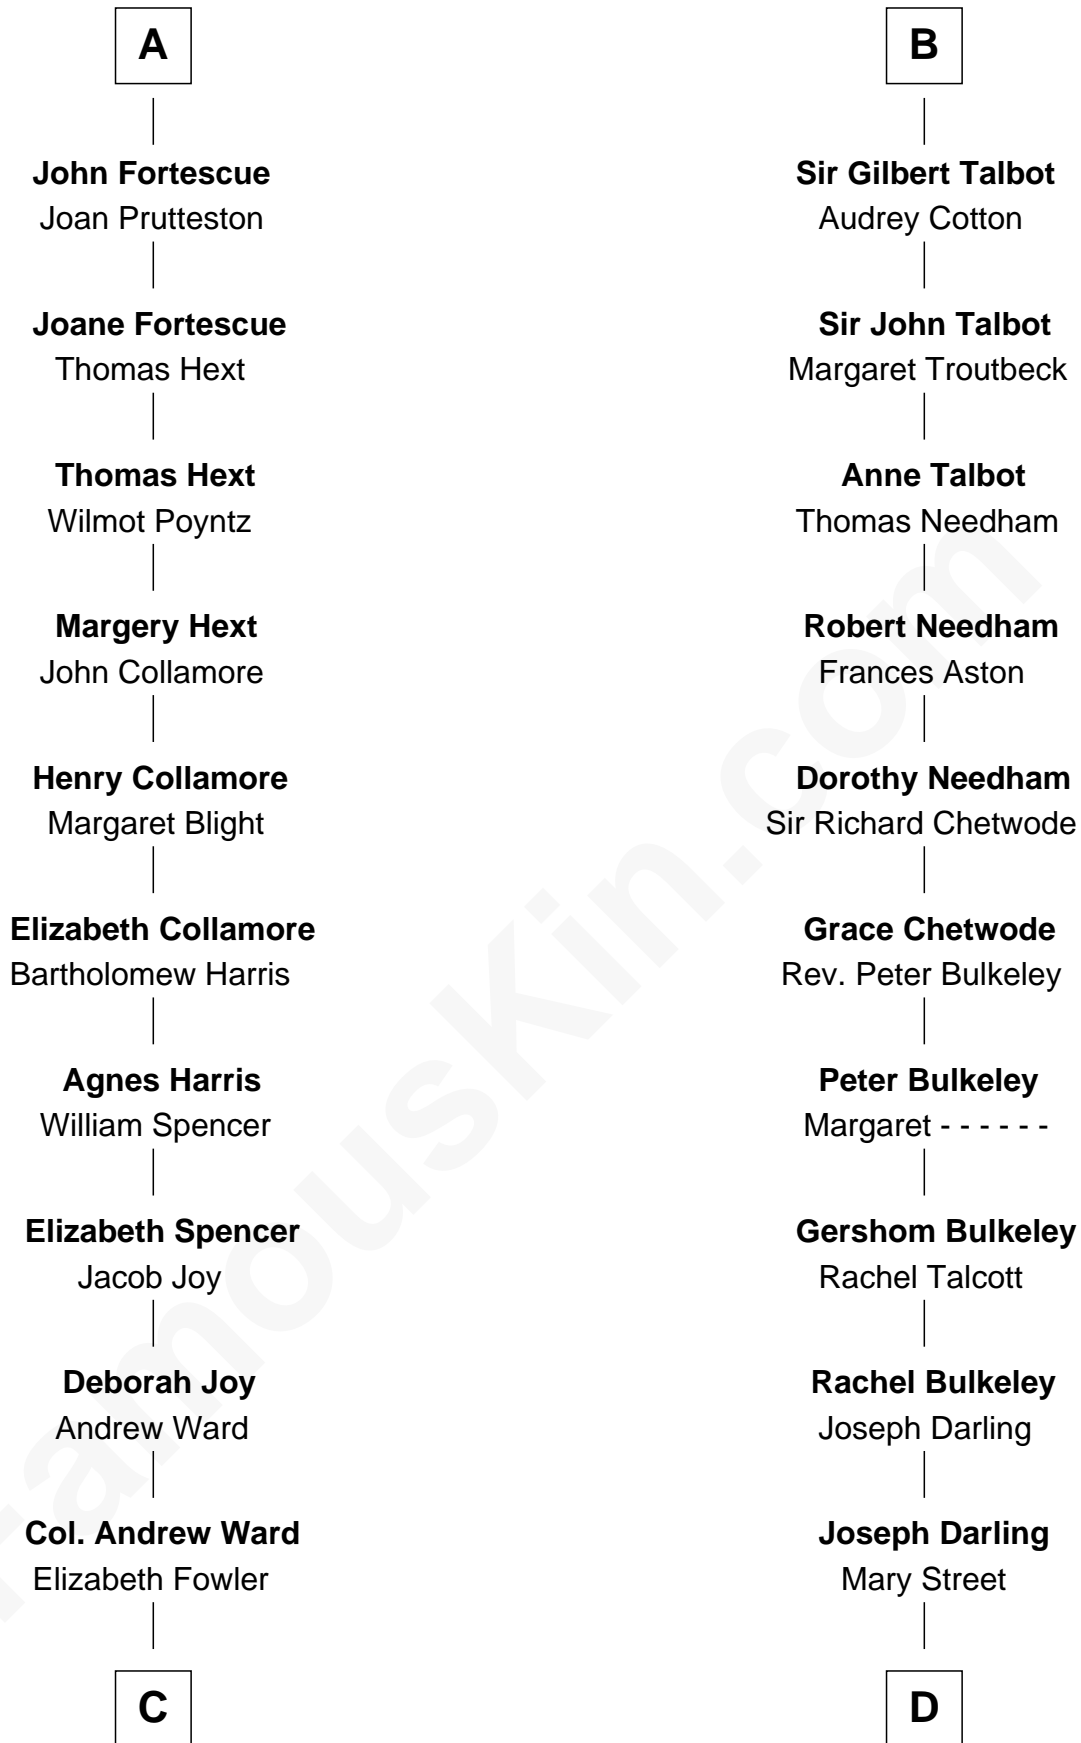 A
John Fortescue
Joan Prutteston
Joane Fortescue
Thomas Hext
Thomas Hext
Wilmot Poyntz
Margery Hext
John Collamore
Henry Collamore
Margaret Blight
Elizabeth Collamore
Bartholomew Harris
Agnes Harris
William Spencer
Elizabeth Spencer
Jacob Joy
Deborah Joy
Andrew Ward
Col. Andrew Ward
Elizabeth Fowler
C
B
Sir Gilbert Talbot
Audrey Cotton
Sir John Talbot
Margaret Troutbeck
Anne Talbot
Thomas Needham
Robert Needham
Frances Aston
Dorothy Needham
Sir Richard Chetwode
Grace Chetwode
Rev. Peter Bulkeley
Peter Bulkeley
Margaret - - - - - -
Gershom Bulkeley
Rachel Talcott
Rachel Bulkeley
Joseph Darling
Joseph Darling
Mary Street
D
FamousKin.com